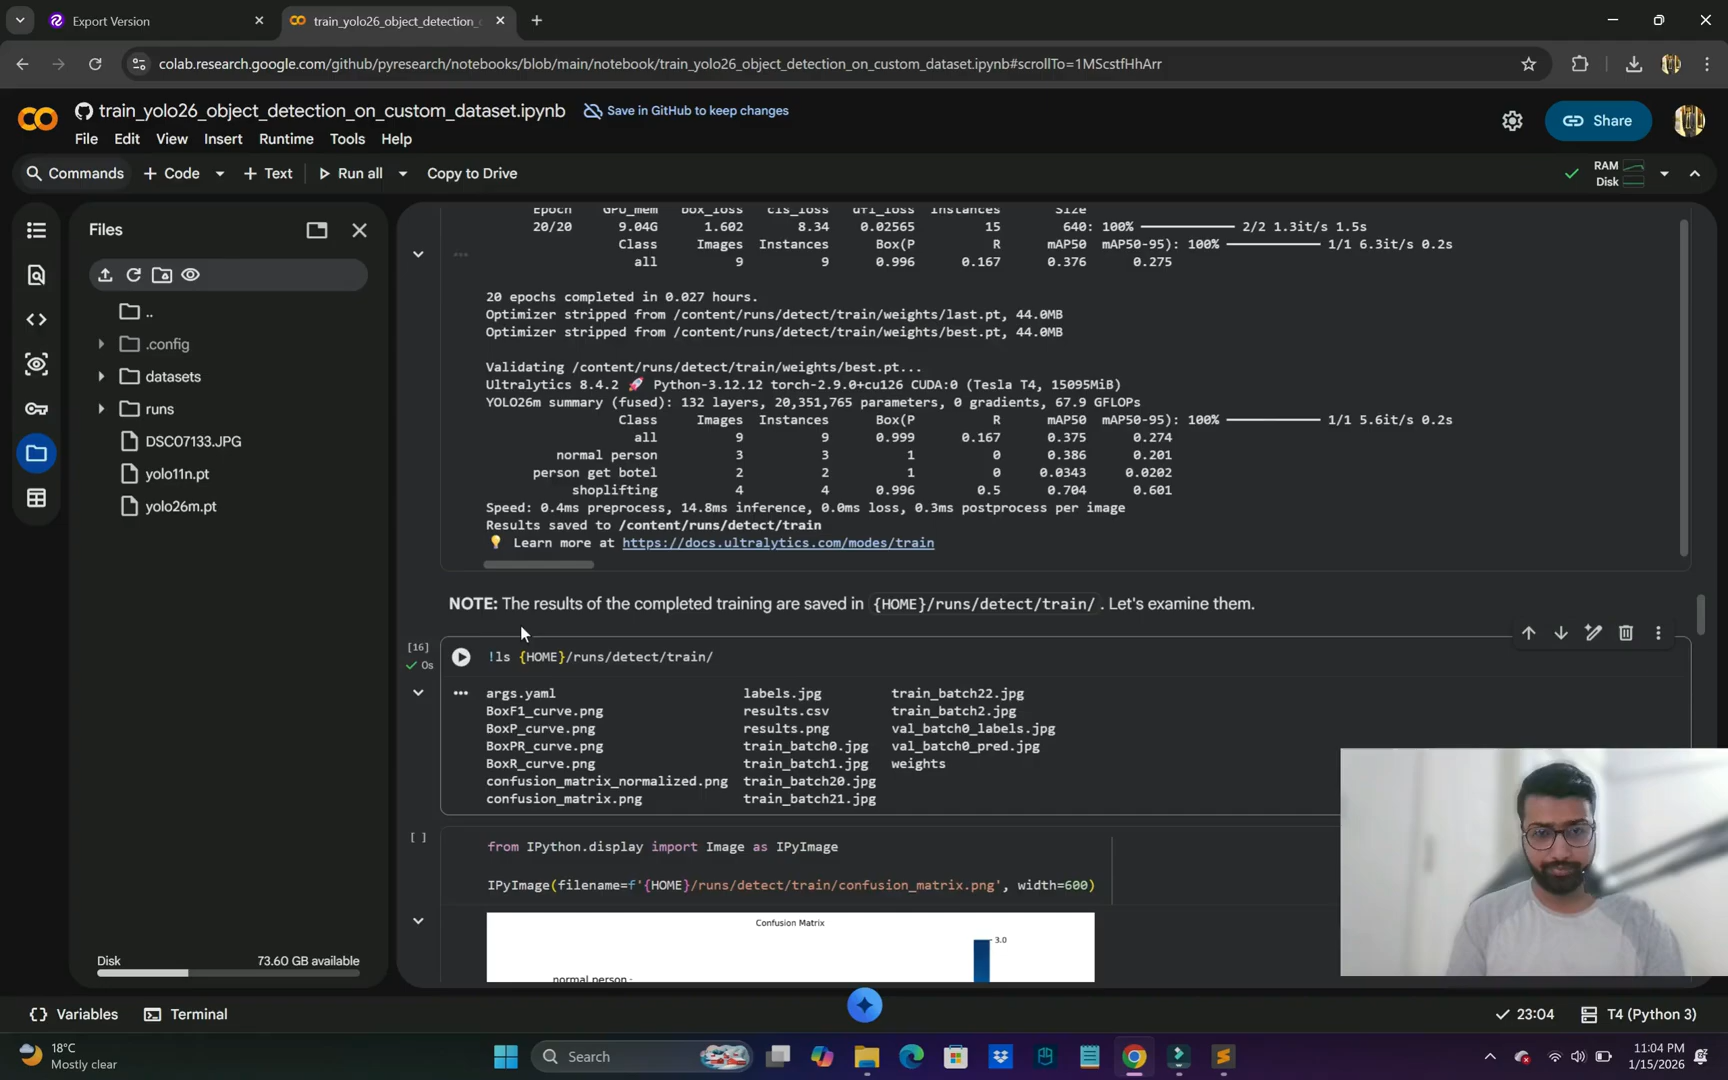 Export Version
train_yolo26_object_detection_
colab.research.google.com/github/pyresearch/notebooks/blob/main/notebook/train_yolo26_object_detection_on_custom_dataset.ipynb#scrollTo=1MScstfHhArr
train_yolo26_object_detection_on_custom_dataset.ipynb
Save in GitHub to keep changes
Share
File Edit View Insert Runtime Tools Help
Commands + Code + Text Run all Copy to Drive
RAM
Disk
Files
..
.config
datasets
runs
DSC07133.JPG
yolo11n.pt
yolo26m.pt
Disk 73.60 GB available
Epoch GPU_mem box_loss cls_loss dfl_loss Instances Size
20/20 9.04G 1.602 8.34 0.02565 15 640: 100% 2/2 1.3it/s 1.5s
Class Images Instances Box(P R mAP50 mAP50-95): 100% 1/1 6.3it/s 0.2s
all 9 9 0.996 0.167 0.376 0.275
20 epochs completed in 0.027 hours.
Optimizer stripped from /content/runs/detect/train/weights/last.pt, 44.0MB
Optimizer stripped from /content/runs/detect/train/weights/best.pt, 44.0MB
Validating /content/runs/detect/train/weights/best.pt...
Ultralytics 8.4.2 🚀 Python-3.12.12 torch-2.9.0+cu126 CUDA:0 (Tesla T4, 15095MiB)
YOLO26m summary (fused): 132 layers, 20,351,765 parameters, 0 gradients, 67.9 GFLOPs
Class Images Instances Box(P R mAP50 mAP50-95): 100% 1/1 5.6it/s 0.2s
all 9 9 0.999 0.167 0.375 0.274
normal person 3 3 1 0 0.386 0.201
person get botel 2 2 1 0 0.0343 0.0202
shoplifting 4 4 0.996 0.5 0.704 0.601
Speed: 0.4ms preprocess, 14.8ms inference, 0.0ms loss, 0.3ms postprocess per image
Results saved to /content/runs/detect/train
💡 Learn more at https://docs.ultralytics.com/modes/train
NOTE: The results of the completed training are saved in {HOME}/runs/detect/train/ . Let's examine them.
[16]
0s
!ls {HOME}/runs/detect/train/
args.yaml labels.jpg train_batch22.jpg
BoxF1_curve.png results.csv train_batch2.jpg
BoxP_curve.png results.png val_batch0_labels.jpg
BoxPR_curve.png train_batch0.jpg val_batch0_pred.jpg
BoxR_curve.png train_batch1.jpg weights
confusion_matrix_normalized.png train_batch20.jpg
confusion_matrix.png train_batch21.jpg
[ ]
from IPython.display import Image as IPyImage
IPyImage(filename=f'{HOME}/runs/detect/train/confusion_matrix.png', width=600)
Confusion Matrix
3.0
normal person
{} Variables Terminal
23:04 T4 (Python 3)
18°C
Mostly clear
Search
11:04 PM
1/15/2026